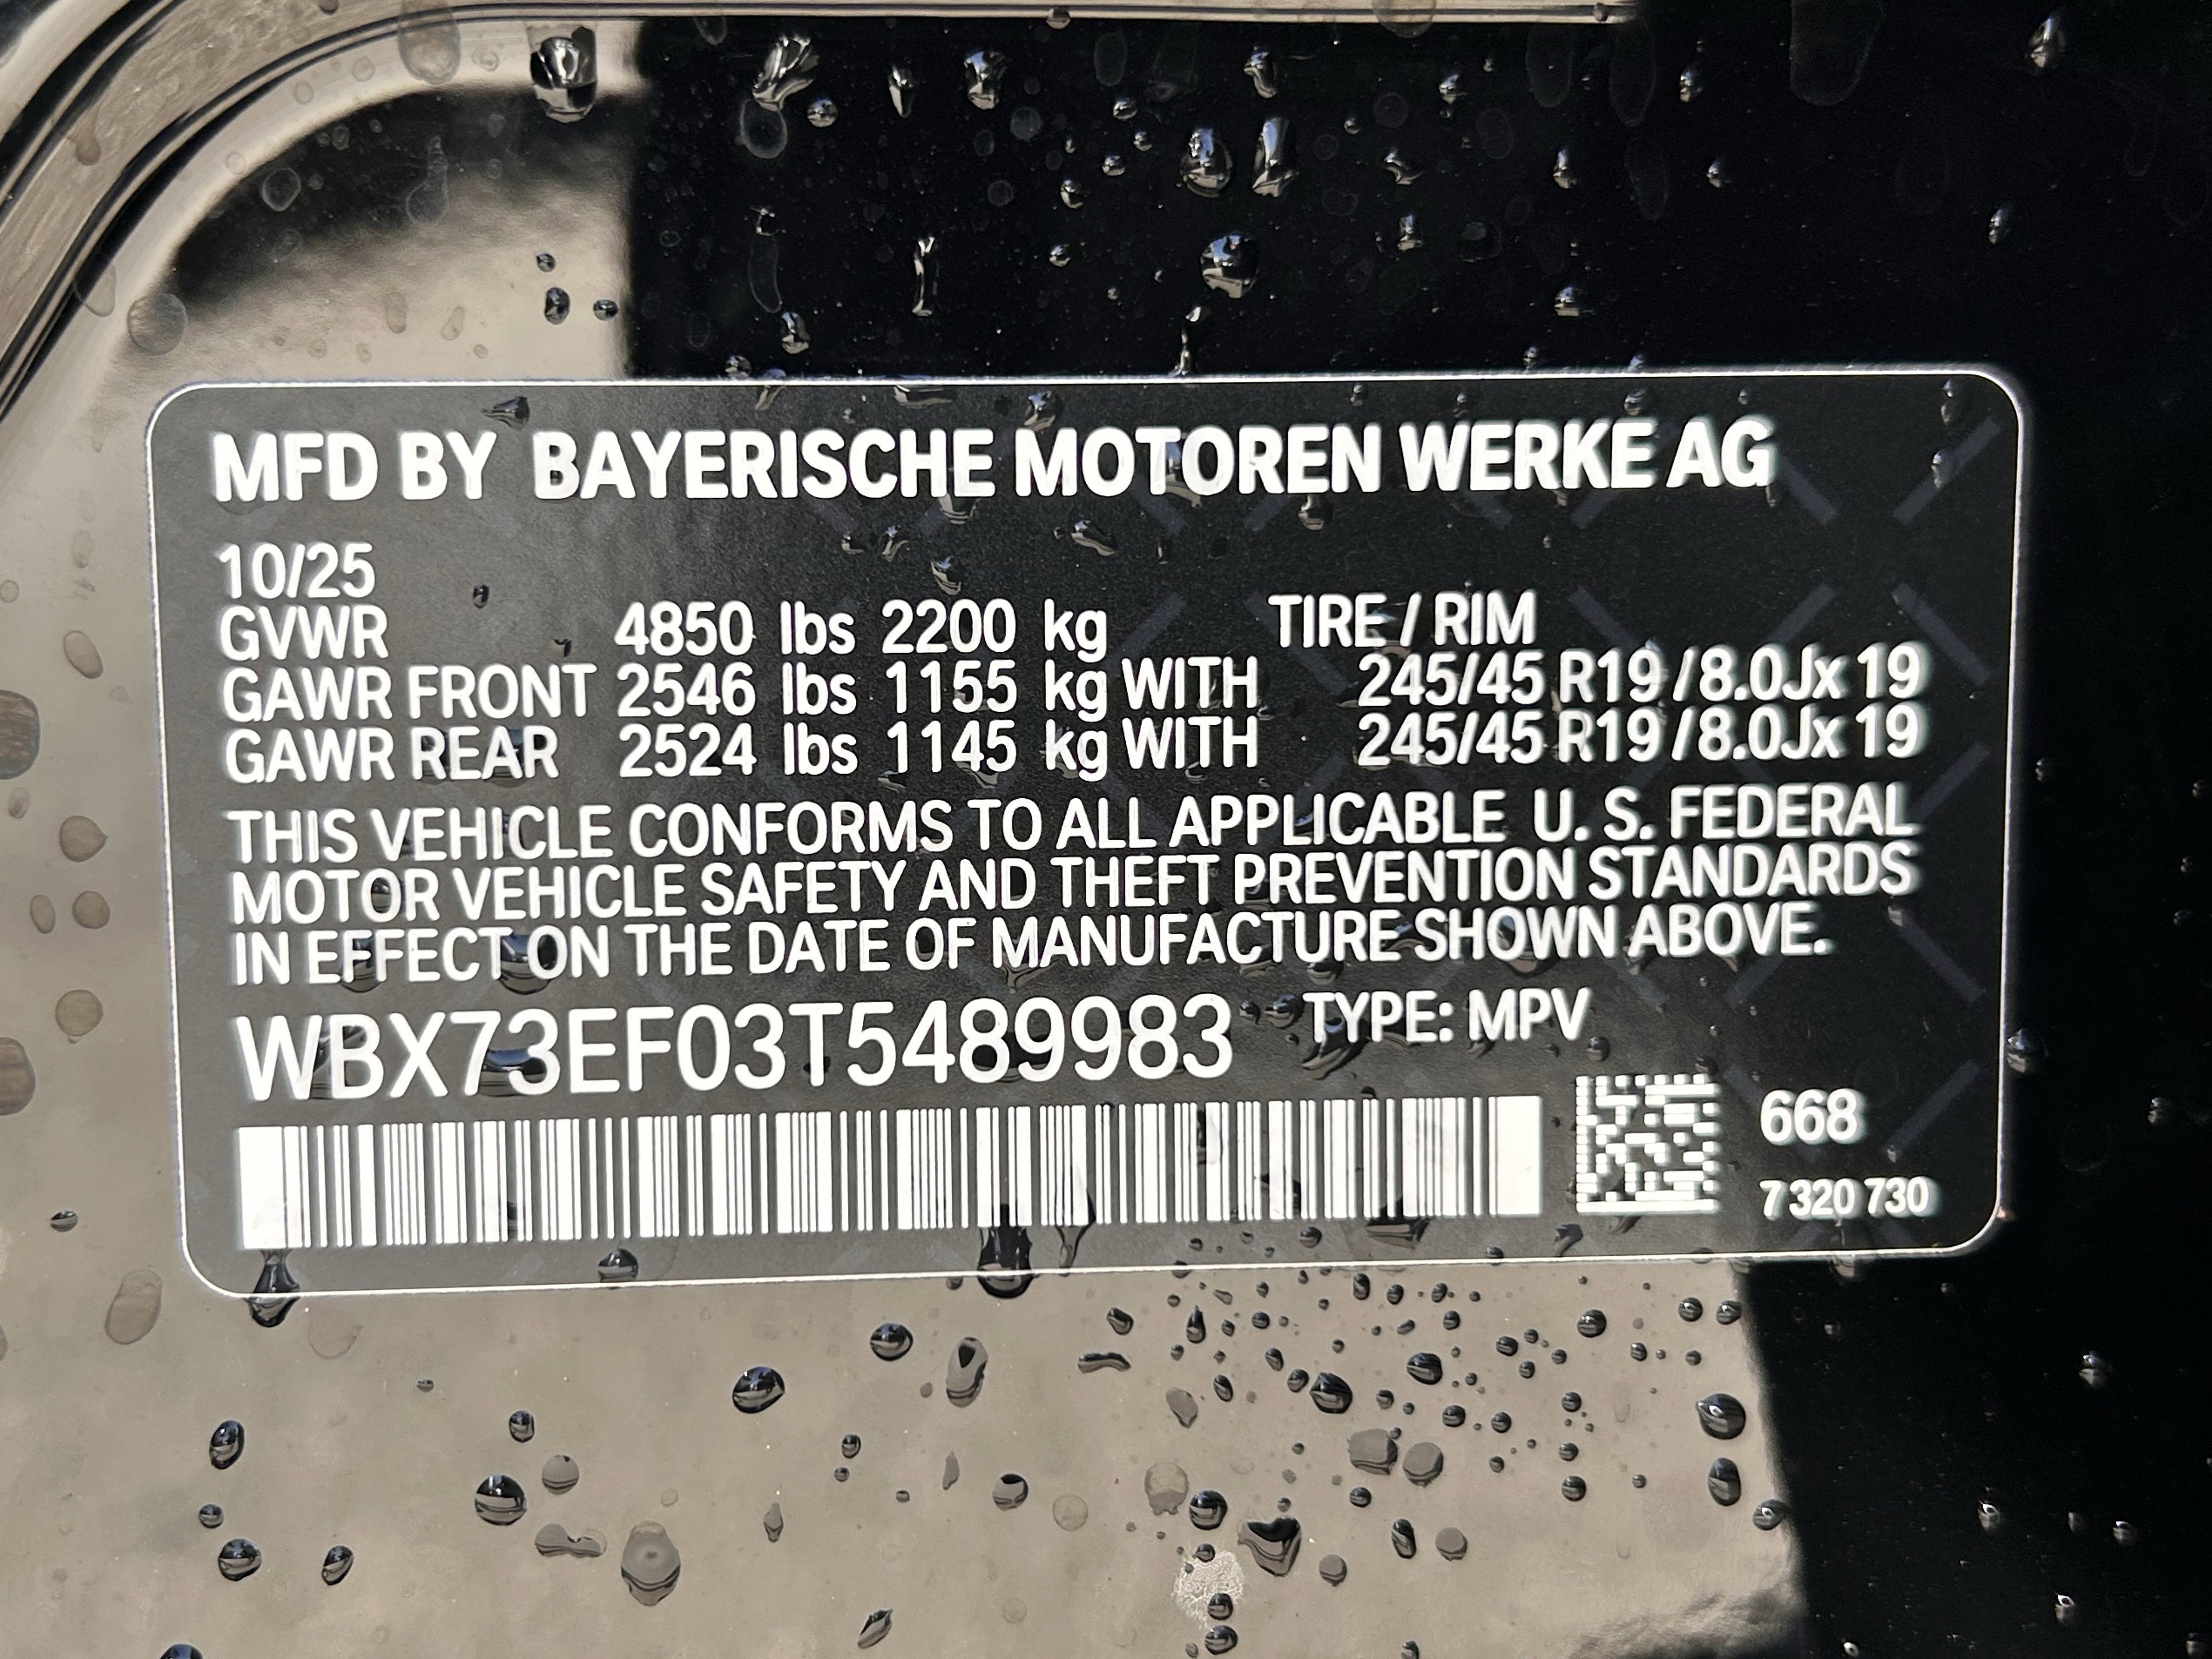 MFD BY BAYERISCHE MOTOREN WERKE AG
10/25
GVWR 4850 lbs 2200 kg TIRE / RIM
GAWR FRONT 2546 lbs 1155 kg WITH 245/45 R19 / 8.0Jx 19
GAWR REAR 2524 lbs 1145 kg WITH 245/45 R19 / 8.0Jx 19
THIS VEHICLE CONFORMS TO ALL APPLICABLE U. S. FEDERAL
MOTOR VEHICLE SAFETY AND THEFT PREVENTION STANDARDS
IN EFFECT ON THE DATE OF MANUFACTURE SHOWN ABOVE.
WBX73EF03T5489983 TYPE: MPV
668
7 320 730